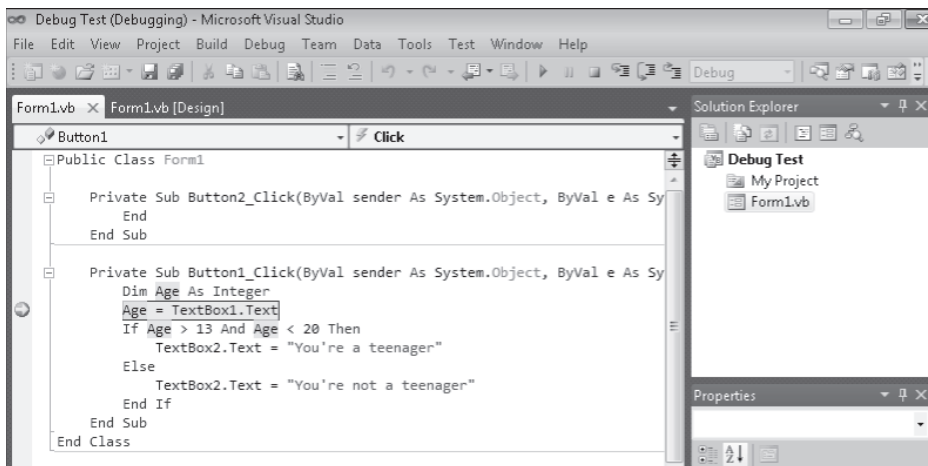 Debug Test (Debugging) - Microsoft Visual Studio
File Edit View Project Build Debug Team Data Tools Test Window Help
Debug
Form1.vb Form1.vb [Design]
Solution Explorer
Button1 Click
Public Class Form1
Debug Test
My Project
Form1.vb
Private Sub Button2_Click(ByVal sender As System.Object, ByVal e As Sy
End
End Sub
Private Sub Button1_Click(ByVal sender As System.Object, ByVal e As Sy
Dim Age As Integer
Age = TextBox1.Text
If Age > 13 And Age < 20 Then
TextBox2.Text = "You're a teenager"
Else
TextBox2.Text = "You're not a teenager"
End If
End Sub
End Class
Properties